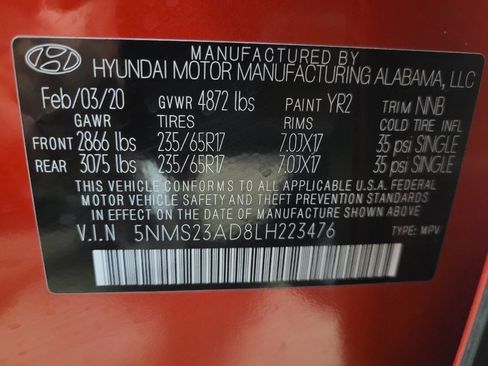 MANUFACTURED BY
HYUNDAI MOTOR MANUFACTURING ALABAMA, LLC
Feb/03/20 GVWR 4872 lbs PAINT YR2 TRIM NNB
GAWR TIRES RIMS COLD TIRE INFL
FRONT 2866 lbs 235/65R17 7.0JX17 35 psi SINGLE
REAR 3075 lbs 235/65R17 7.0JX17 35 psi SINGLE
THIS VEHICLE CONFORMS TO ALL APPLICABLE U.S.A. FEDERAL
MOTOR VEHICLE SAFETY AND THEFT PREVENTION STANDARDS
IN EFFECT ON THE DATE OF MANUFACTURE SHOWN ABOVE.
V.I.N 5NMS23AD8LH223476 TYPE: MPV